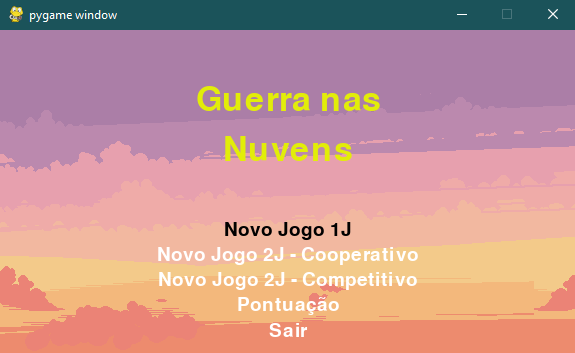 pygame window
Guerra nas
Nuvens
Novo Jogo 1J
Novo Jogo 2J - Cooperativo
Novo Jogo 2J - Competitivo
Pontuação
Sair